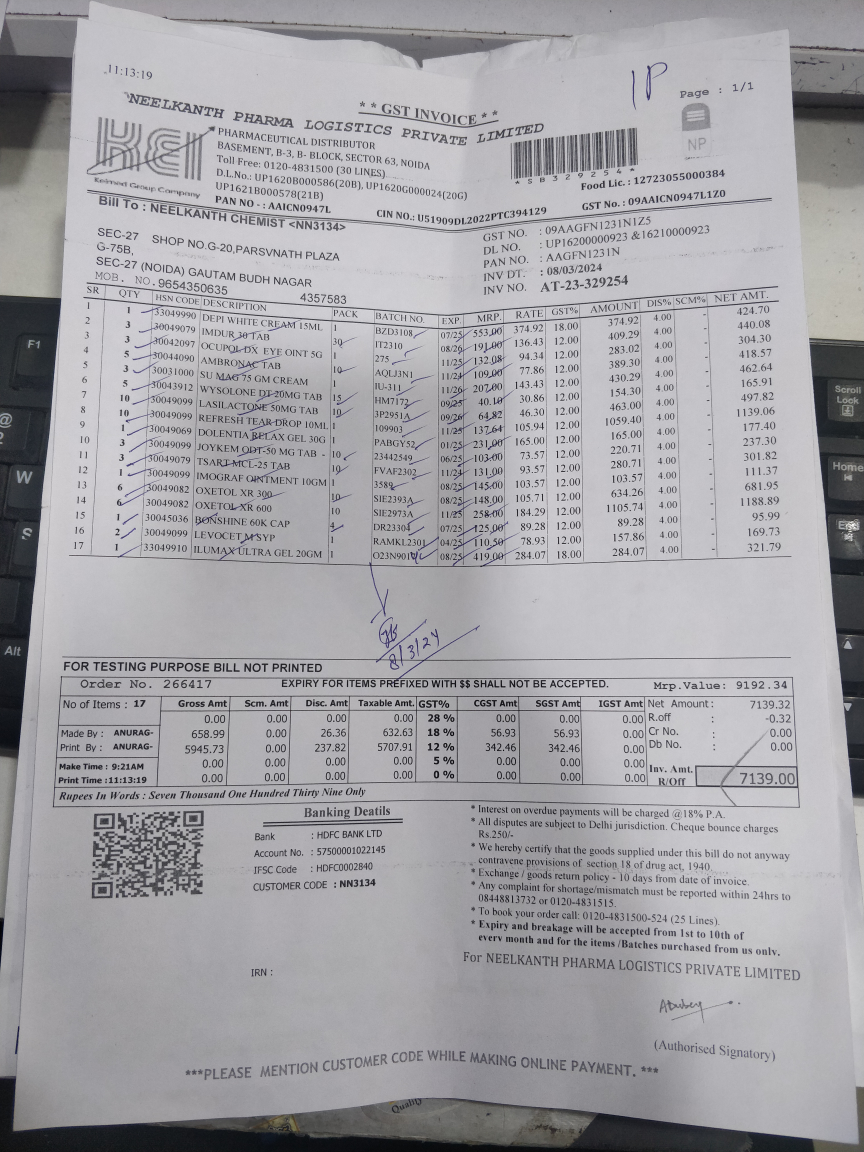 11:13:19
1P
* * GST INVOICE * *
Page : 1/1
NEELKANTH PHARMA LOGISTICS PRIVATE LIMITED
KEI
Keimed Group Company
PHARMACEUTICAL DISTRIBUTOR
BASEMENT, B-3, B- BLOCK, SECTOR 63, NOIDA
Toll Free: 0120-4831500 (30 LINES)
D.L.No.: UP1620B000586(20B), UP1620G000024(20G)
UP1621B000578(21B)
PAN NO - : AAICN0947L
CIN NO.: U51909DL2022PTC394129
*SB329254*
NP
Food Lic. : 12723055000384
GST No. : 09AAICN0947L1Z0
Bill To : NEELKANTH CHEMIST <NN3134>
SEC-27 SHOP NO.G-20,PARSVNATH PLAZA
G-75B,
SEC-27 (NOIDA) GAUTAM BUDH NAGAR
MOB. NO.9654350635 4357583
GST NO. : 09AAGFN1231N1Z5
DL NO. : UP16200000923 &16210000923
PAN NO. : AAGFN1231N
INV DT. : 08/03/2024
INV NO. AT-23-329254
SR QTY HSN CODE DESCRIPTION PACK BATCH NO. EXP. MRP. RATE GST% AMOUNT DIS% SCM% NET AMT.
1 1 33049990 DEPI WHITE CREAM 15ML 1 BZD3108 07/25 553.00 374.92 18.00 374.92 4.00 - 424.70
2 3 30049079 IMDUR 30 TAB 30 IT2310 08/26 191.00 136.43 12.00 409.29 4.00 - 440.08
3 3 30042097 OCUPOL-DX EYE OINT 5G 1 275 11/25 132.08 94.34 12.00 283.02 4.00 - 304.30
4 5 30044090 AMBRONAC TAB 10 AQLJ3N1 11/24 109.00 77.86 12.00 389.30 4.00 - 418.57
5 3 30031000 SU MAG 75 GM CREAM 1 IU-311 11/26 207.00 143.43 12.00 430.29 4.00 - 462.64
6 5 30043912 WYSOLONE DT 20MG TAB 15 HM7172 09/25 40.10 30.86 12.00 154.30 4.00 - 165.91
7 10 30049099 LASILACTONE 50MG TAB 10 3P2951A 09/26 64.82 46.30 12.00 463.00 4.00 - 497.82
8 10 30049099 REFRESH TEAR DROP 10ML 1 109903 11/25 137.64 105.94 12.00 1059.40 4.00 - 1139.06
9 1 30049069 DOLENTIA RELAX GEL 30G 1 PABGY52 01/25 231.00 165.00 12.00 165.00 4.00 - 177.40
10 3 30049099 JOYKEM ODT-50 MG TAB - 10 23442549 06/25 103.00 73.57 12.00 220.71 4.00 - 237.30
11 3 30049079 TSART MCL-25 TAB 10 FVAF2302 11/24 131.00 93.57 12.00 280.71 4.00 - 301.82
12 1 30049099 IMOGRAF OINTMENT 10GM 1 3589 08/25 145.00 103.57 12.00 103.57 4.00 - 111.37
13 6 30049082 OXETOL XR 300 10 SIE2393A 08/25 148.00 105.71 12.00 634.26 4.00 - 681.95
14 6 30049082 OXETOL XR 600 10 SIE2973A 11/25 258.00 184.29 12.00 1105.74 4.00 - 1188.89
15 1 30045036 BONSHINE 60K CAP 4 DR23304 07/25 125.00 89.28 12.00 89.28 4.00 - 95.99
16 2 30049099 LEVOCET M SYP 1 RAMKL2301 04/25 110.50 78.93 12.00 157.86 4.00 - 169.73
17 1 33049910 ILUMAX ULTRA GEL 20GM 1 08/25 419.00 284.07 18.00 284.07 4.00 - 321.79
8/3/24
FOR TESTING PURPOSE BILL NOT PRINTED
Order No. 266417 EXPIRY FOR ITEMS PREFIXED WITH $$ SHALL NOT BE ACCEPTED. Mrp.Value: 9192.34
No of Items : 17 Gross Amt Scm. Amt Disc. Amt Taxable Amt. GST% CGST Amt SGST Amt IGST Amt Net Amount: 7139.32
0.00 0.00 0.00 0.00 28 % 0.00 0.00 0.00 R.off : -0.32
Made By : ANURAG- 658.99 0.00 26.36 632.63 18 % 56.93 56.93 0.00 Cr No. : 0.00
Print By : ANURAG- 5945.73 0.00 237.82 5707.91 12 % 342.46 342.46 0.00 Db No. : 0.00
Make Time : 9:21AM 0.00 0.00 0.00 0.00 5 % 0.00 0.00 0.00 Inv. Amt.
Print Time :11:13:19 0.00 0.00 0.00 0.00 0 % 0.00 0.00 0.00 R/Off 7139.00
Rupees In Words : Seven Thousand One Hundred Thirty Nine Only
Banking Deatils
Bank : HDFC BANK LTD
Account No. : 57500001022145
IFSC Code : HDFC0002840
CUSTOMER CODE : NN3134
IRN :
* Interest on overdue payments will be charged @18% P.A.
* All disputes are subject to Delhi jurisdiction. Cheque bounce charges
Rs.250/-
* We hereby certify that the goods supplied under this bill do not anyway
contravene provisions of section 18 of drug act, 1940.
* Exchange / goods return policy - 10 days from date of invoice.
* Any complaint for shortage/mismatch must be reported within 24hrs to
08448813732 or 0120-4831515.
* To book your order call: 0120-4831500-524 (25 Lines).
* Expiry and breakage will be accepted from 1st to 10th of
every month and for the items /Batches purchased from us only.
For NEELKANTH PHARMA LOGISTICS PRIVATE LIMITED
ADubey
(Authorised Signatory)
***PLEASE MENTION CUSTOMER CODE WHILE MAKING ONLINE PAYMENT. ***
F1
@
2
W
S
Alt
Scroll
Lock
Home
Quality